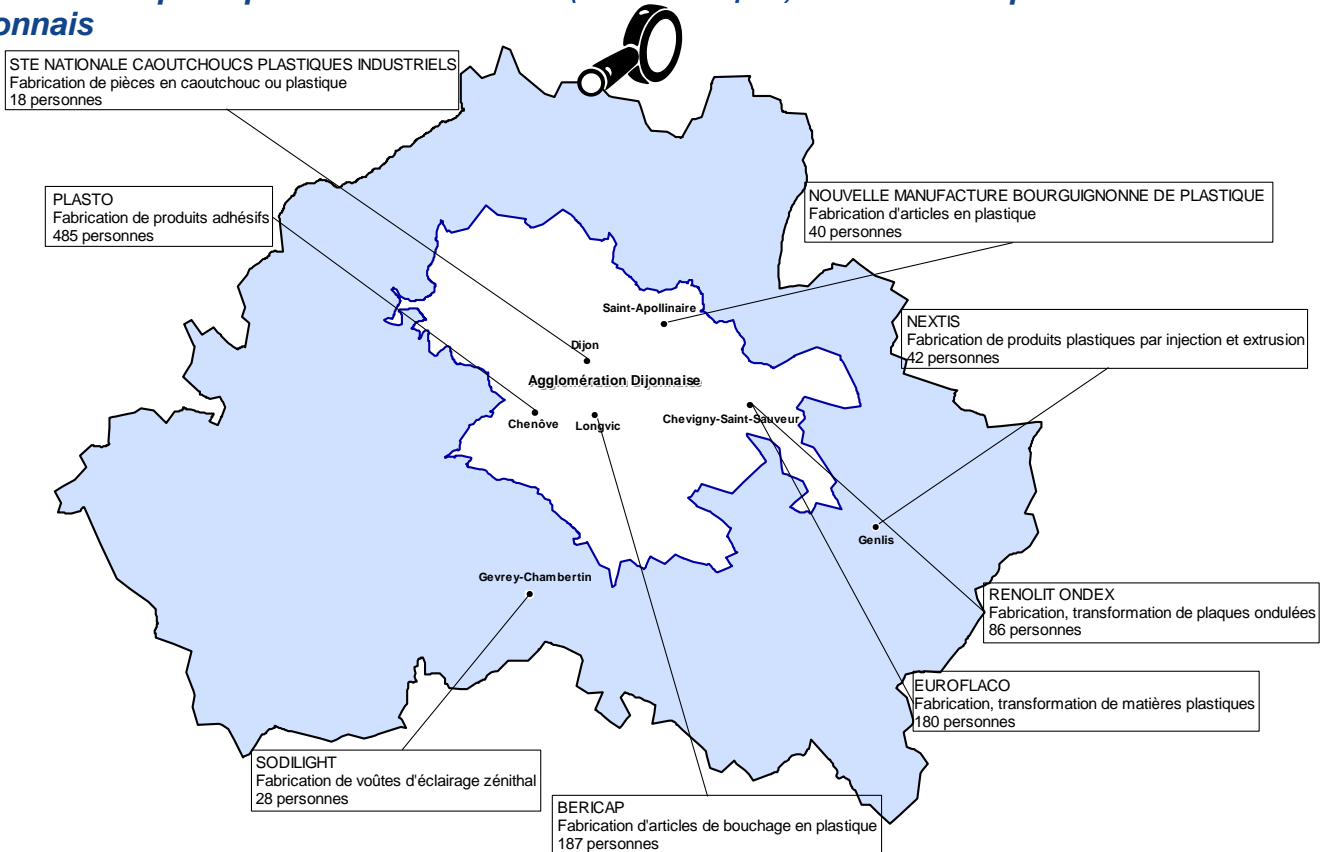 onnais
STE NATIONALE CAOUTCHOUCS PLASTIQUES INDUSTRIELS
Fabrication de pièces en caoutchouc ou plastique
18 personnes
PLASTO
Fabrication de produits adhésifs
485 personnes
NOUVELLE MANUFACTURE BOURGUIGNONNE DE PLASTIQUE
Fabrication d'articles en plastique
40 personnes
Saint-Apollinaire
NEXTIS
Fabrication de produits plastiques par injection et extrusion
42 personnes
Dijon
Agglomération Dijonnaise
Chenôve
Longvic
Chevigny-Saint-Sauveur
Genlis
Gevrey-Chambertin
RENOLIT ONDEX
Fabrication, transformation de plaques ondulées
86 personnes
EUROFLACO
Fabrication, transformation de matières plastiques
180 personnes
SODILIGHT
Fabrication de voûtes d'éclairage zénithal
28 personnes
BERICAP
Fabrication d'articles de bouchage en plastique
187 personnes